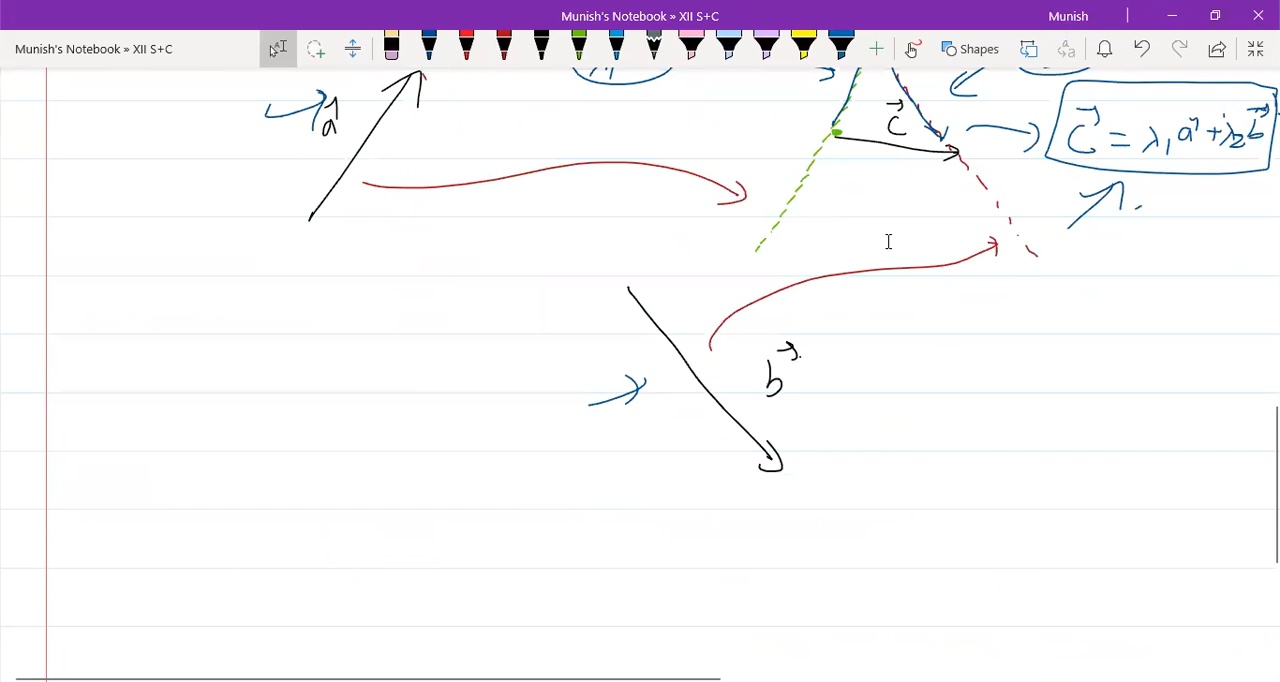 Munish's Notebook » XII S+C
Munish
Munish's Notebook » XII S+C
Shapes
a⃗
c⃗
c⃗ = λ₁a⃗ + λ₂b⃗
b⃗